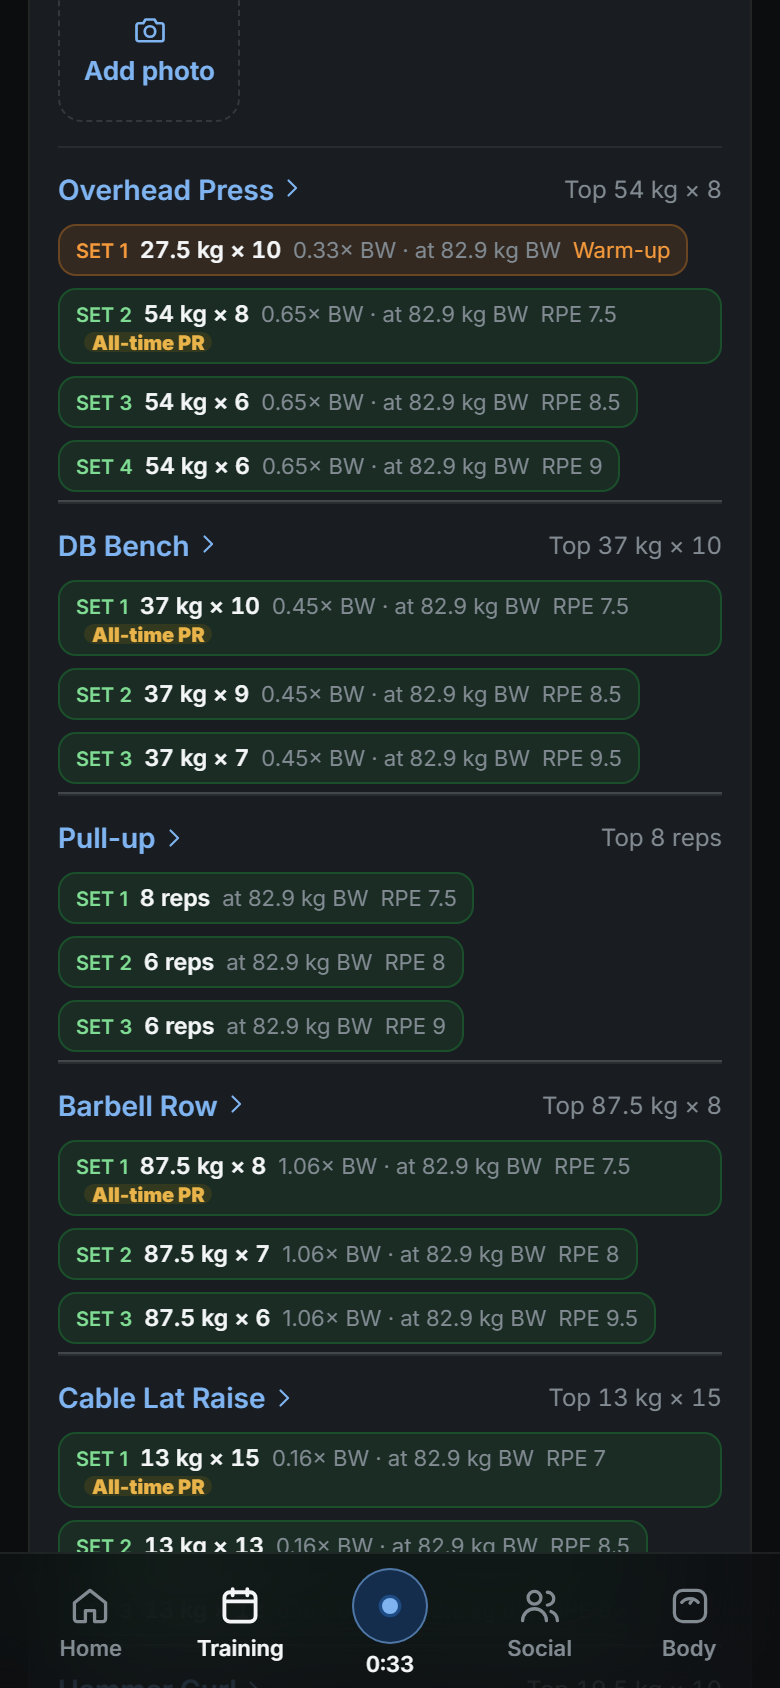 Add photo
Overhead Press
Top 54 kg × 8
SET 1 27.5 kg × 10 0.33× BW · at 82.9 kg BW Warm-up
SET 2 54 kg × 8 0.65× BW · at 82.9 kg BW RPE 7.5
All-time PR
SET 3 54 kg × 6 0.65× BW · at 82.9 kg BW RPE 8.5
SET 4 54 kg × 6 0.65× BW · at 82.9 kg BW RPE 9
DB Bench
Top 37 kg × 10
SET 1 37 kg × 10 0.45× BW · at 82.9 kg BW RPE 7.5
All-time PR
SET 2 37 kg × 9 0.45× BW · at 82.9 kg BW RPE 8.5
SET 3 37 kg × 7 0.45× BW · at 82.9 kg BW RPE 9.5
Pull-up
Top 8 reps
SET 1 8 reps at 82.9 kg BW RPE 7.5
SET 2 6 reps at 82.9 kg BW RPE 8
SET 3 6 reps at 82.9 kg BW RPE 9
Barbell Row
Top 87.5 kg × 8
SET 1 87.5 kg × 8 1.06× BW · at 82.9 kg BW RPE 7.5
All-time PR
SET 2 87.5 kg × 7 1.06× BW · at 82.9 kg BW RPE 8
SET 3 87.5 kg × 6 1.06× BW · at 82.9 kg BW RPE 9.5
Cable Lat Raise
Top 13 kg × 15
SET 1 13 kg × 15 0.16× BW · at 82.9 kg BW RPE 7
All-time PR
SET 2 13 kg × 13 0.16× BW · at 82.9 kg BW RPE 8.5
Home
Training
0:33
Social
Body
Hammer Curl